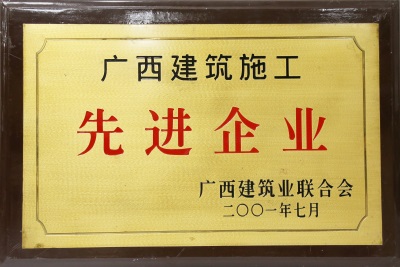 广西建筑施工
先进企业
广西建筑业联合会
二〇〇一年七月